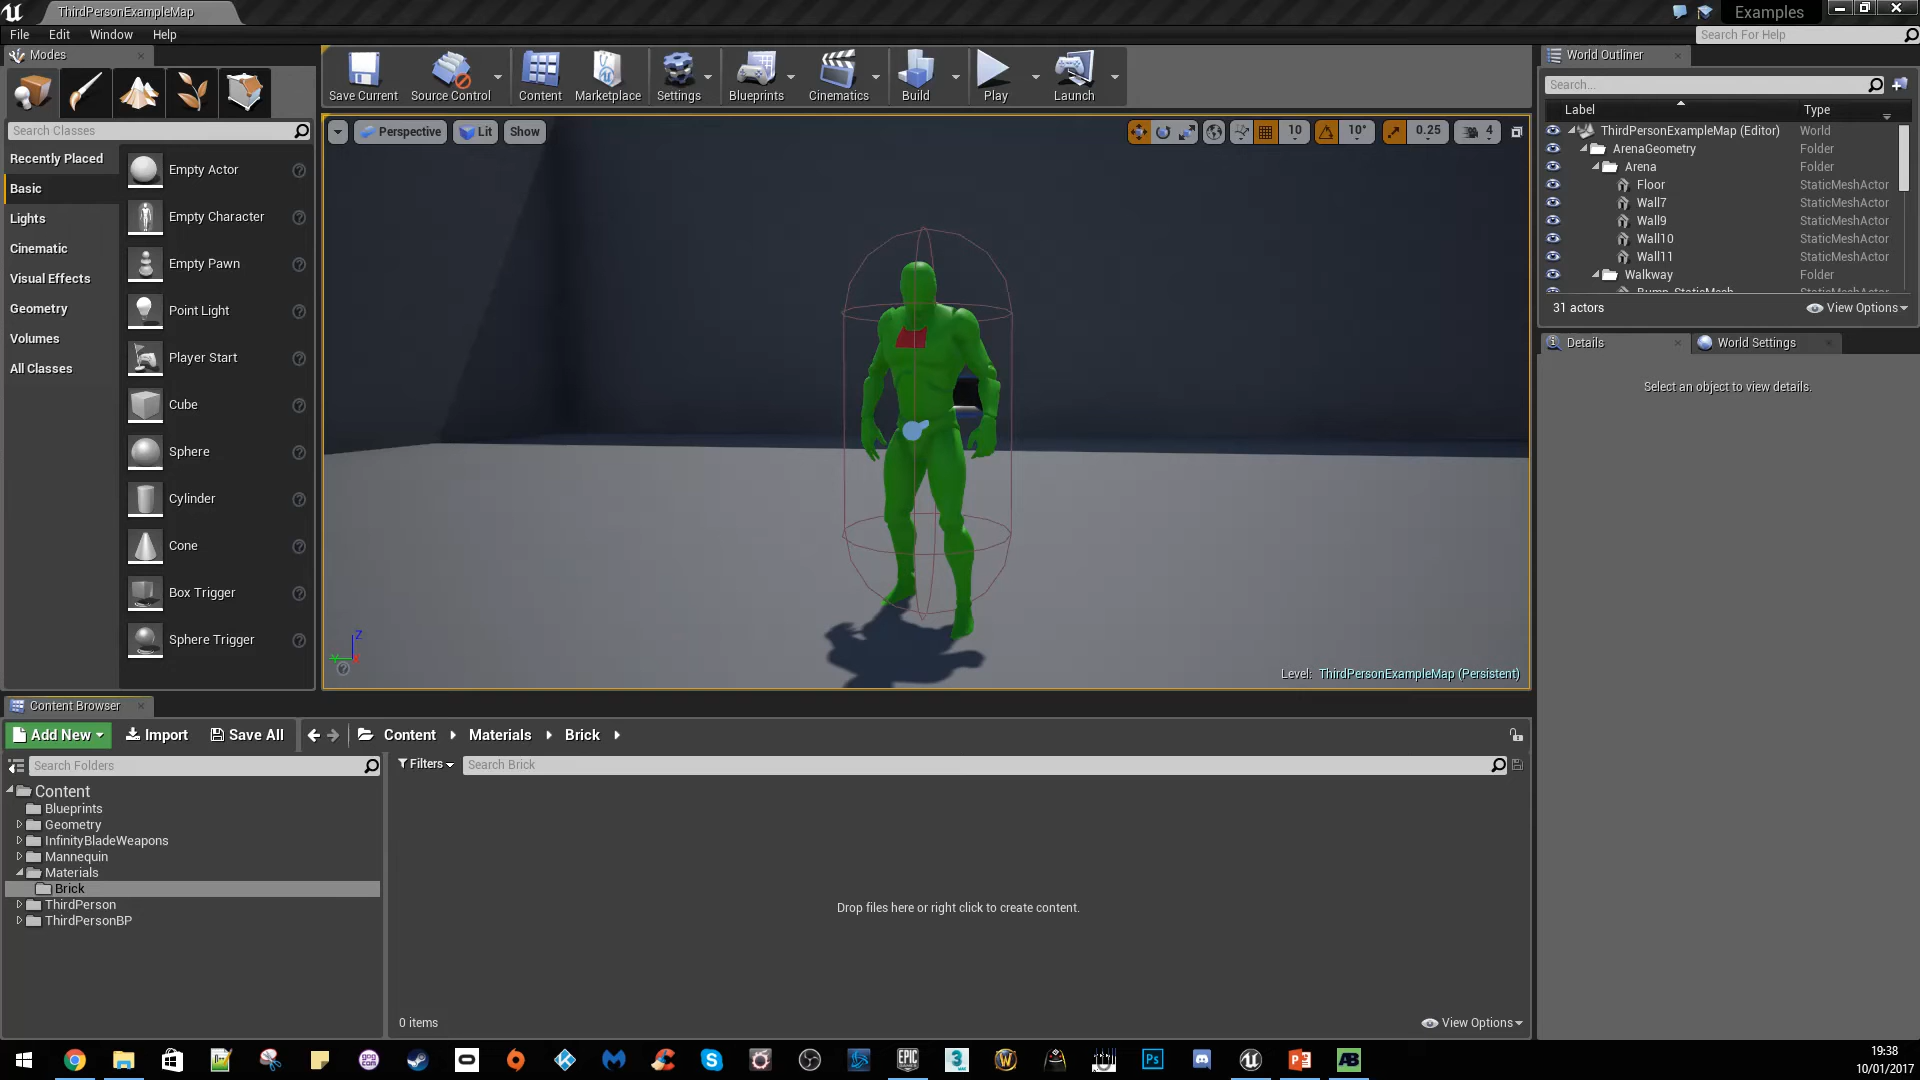 ThirdPersonExampleMap
Examples
File Edit Window Help
Search For Help
Modes
Save Current
Source Control
Content
Marketplace
Settings
Blueprints
Cinematics
Build
Play
Launch
World Outliner
Search...
Label Type
ThirdPersonExampleMap (Editor) World
ArenaGeometry Folder
Arena Folder
Floor StaticMeshActor
Wall7 StaticMeshActor
Wall9 StaticMeshActor
Wall10 StaticMeshActor
Wall11 StaticMeshActor
Walkway Folder
Bump_StaticMesh
31 actors
View Options
Details
World Settings
Select an object to view details.
Search Classes
Recently Placed
Basic
Lights
Cinematic
Visual Effects
Geometry
Volumes
All Classes
Empty Actor
Empty Character
Empty Pawn
Point Light
Player Start
Cube
Sphere
Cylinder
Cone
Box Trigger
Sphere Trigger
Perspective
Lit
Show
10
10°
0.25
4
Z
Level: ThirdPersonExampleMap (Persistent)
Content Browser
Add New
Import
Save All
Content
Materials
Brick
Search Folders
Filters
Search Brick
Content
Blueprints
Geometry
InfinityBladeWeapons
Mannequin
Materials
Brick
ThirdPerson
ThirdPersonBP
Drop files here or right click to create content.
0 items
View Options
19:38
10/01/2017